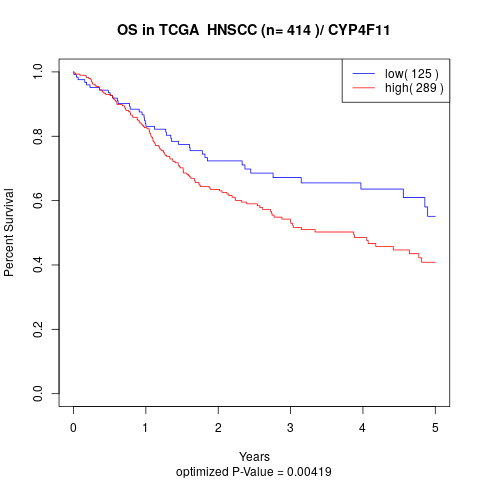 OS in TCGA  HNSCC (n= 414 )/ CYP4F11
low( 125 )
high( 289 )
Percent Survival
1.0
0.8
0.6
0.4
0.2
0.0
0 1 2 3 4 5
Years
optimized P-Value = 0.00419